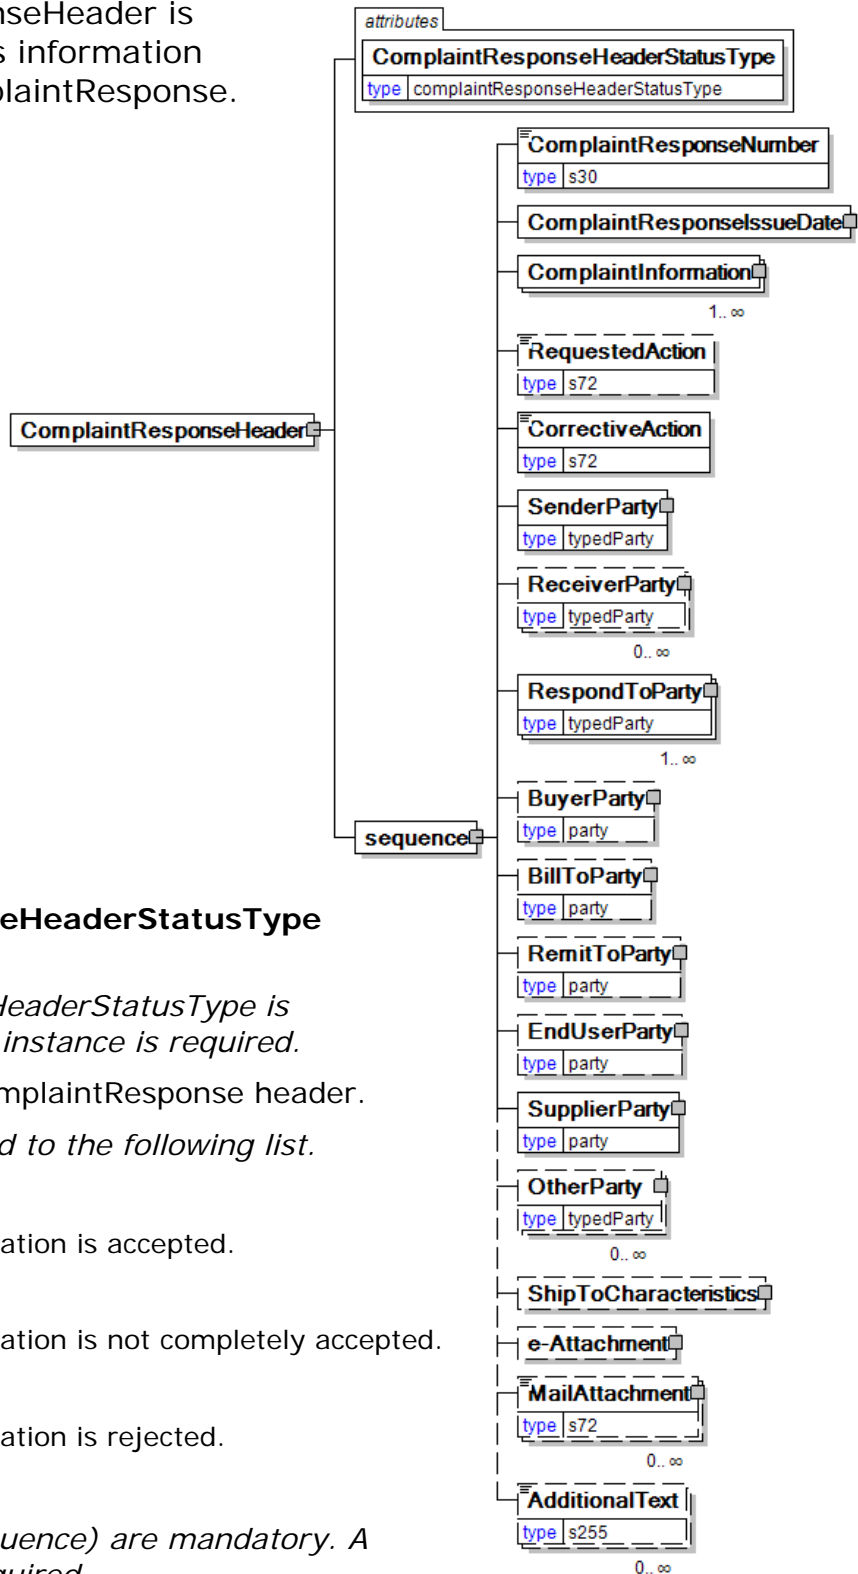 nseHeader is
s information
plaintResponse.
attributes
ComplaintResponseHeaderStatusType
type complaintResponseHeaderStatusType
ComplaintResponseNumber
type s30
ComplaintResponseIssueDate
ComplaintInformation
1..∞
RequestedAction
type s72
ComplaintResponseHeader
CorrectiveAction
type s72
SenderParty
type typedParty
ReceiverParty
type typedParty
0..∞
RespondToParty
type typedParty
1..∞
sequence
BuyerParty
type party
BillToParty
type party
RemitToParty
type party
EndUserParty
type party
SupplierParty
type party
OtherParty
type typedParty
0..∞
ShipToCharacteristics
e-Attachment
MailAttachment
type s72
0..∞
AdditionalText
type s255
0..∞
eHeaderStatusType
HeaderStatusType is
instance is required.
mplaintResponse header.
d to the following list.
ation is accepted.
ation is not completely accepted.
ation is rejected.
uence) are mandatory. A
quired.